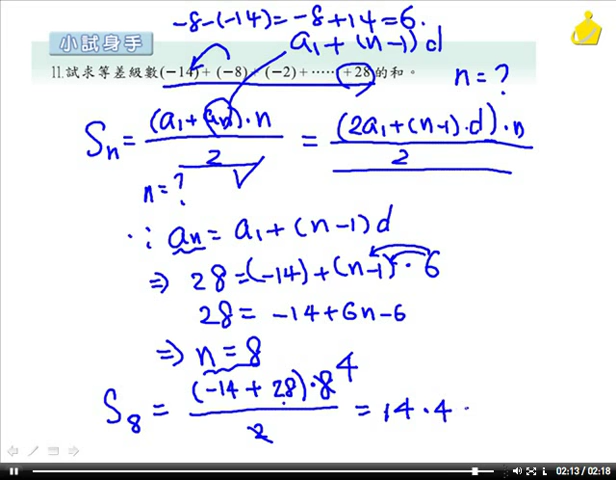 -8-(-14)=-8+14=6.
小試身手
a₁+(n-1)d
11.試求等差級數(-14)+(-8)+(-2)+⋯⋯+28的和。
n=?
Sₙ=(a₁+aₙ)·n/2=(2a₁+(n-1)·d)·n/2
n=?
∵aₙ=a₁+(n-1)d
⇒28=(-14)+(n-1)·6
28=-14+6n-6
⇒n=8
S₈=(-14+28)·8/2=14·4
4
02:13 / 02:18